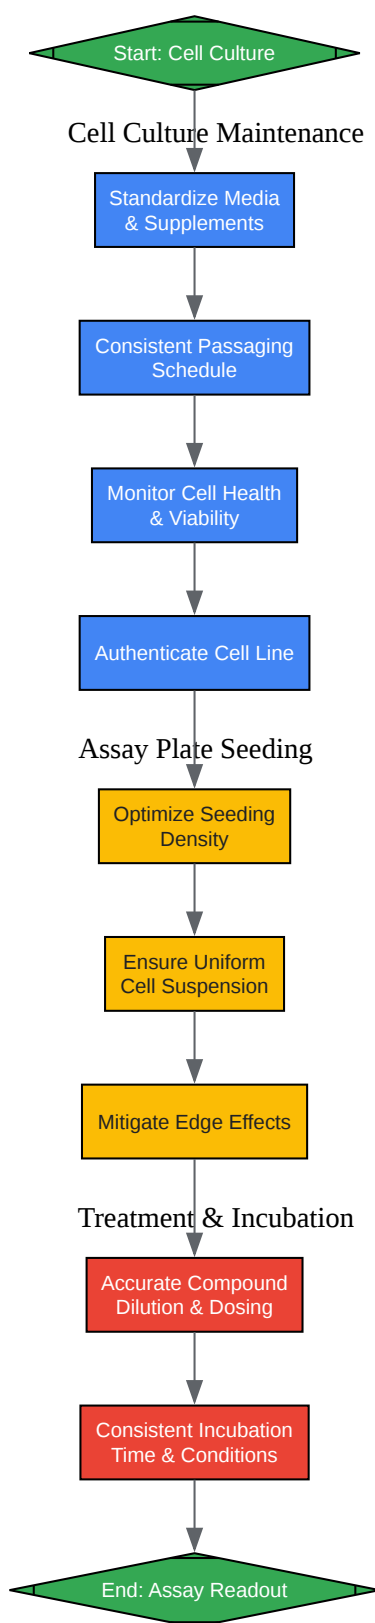 Start: Cell Culture
Cell Culture Maintenance
Standardize Media
& Supplements
Consistent Passaging
Schedule
Monitor Cell Health
& Viability
Authenticate Cell Line
Assay Plate Seeding
Optimize Seeding
Density
Ensure Uniform
Cell Suspension
Mitigate Edge Effects
Treatment & Incubation
Accurate Compound
Dilution & Dosing
Consistent Incubation
Time & Conditions
End: Assay Readout